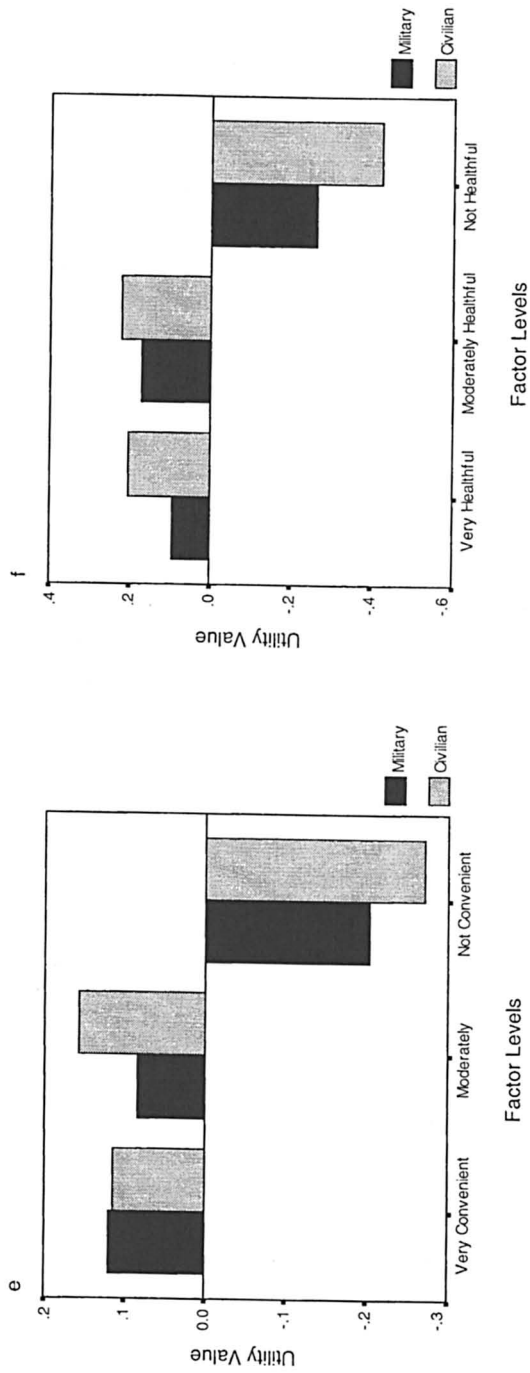 e
Utility Value
.2
.1
0.0
-.1
-.2
-.3
Very Convenient
Moderately
Not Convenient
Factor Levels
Military
Civilian
f
Utility Value
.4
.2
.0
-.2
-.4
-.6
Very Healthful
Moderately Healthful
Not Healthful
Factor Levels
Military
Civilian